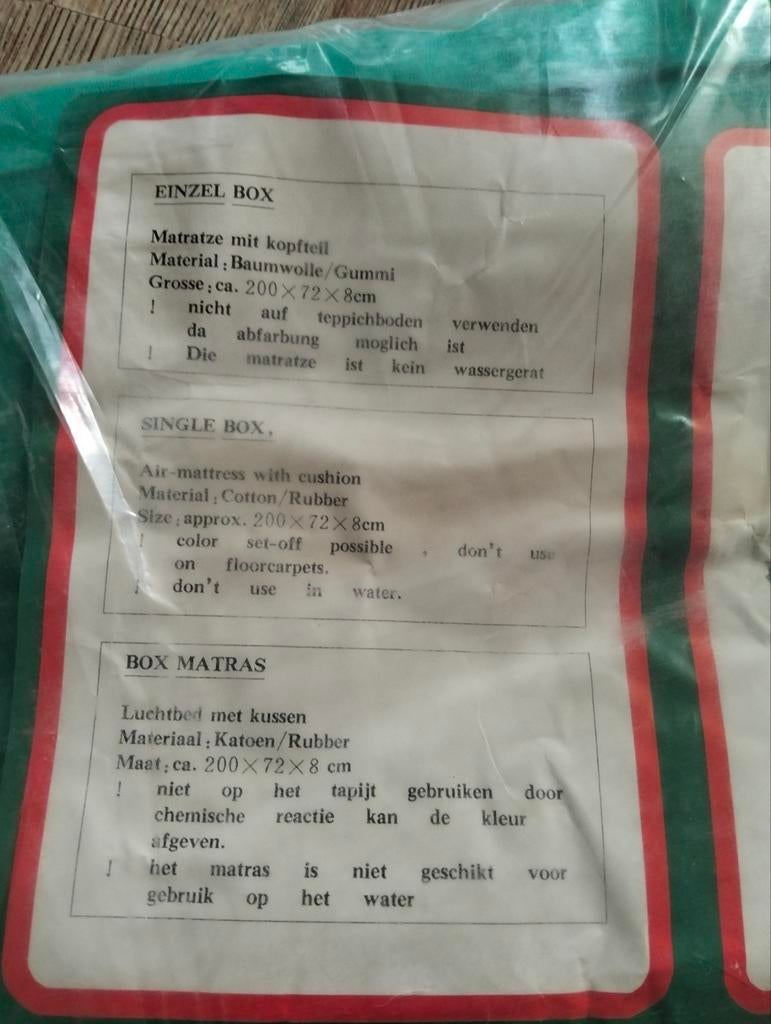 EINZEL BOX
Matratze mit kopfteil
Material : Baumwolle/Gummi
Grosse : ca. 200×72×8cm
! nicht auf teppichboden verwenden
da abfarbung moglich ist
! Die matratze ist kein wassergerat
SINGLE BOX,
Air-mattress with cushion
Material : Cotton/Rubber
Size : approx. 200×72×8cm
! color set-off possible , don't use
on floorcarpets.
! don't use in water.
BOX MATRAS
Luchtbed met kussen
Materiaal : Katoen/Rubber
Maat : ca. 200×72×8 cm
! niet op het tapijt gebruiken door
chemische reactie kan de kleur
afgeven.
! het matras is niet geschikt voor
gebruik op het water